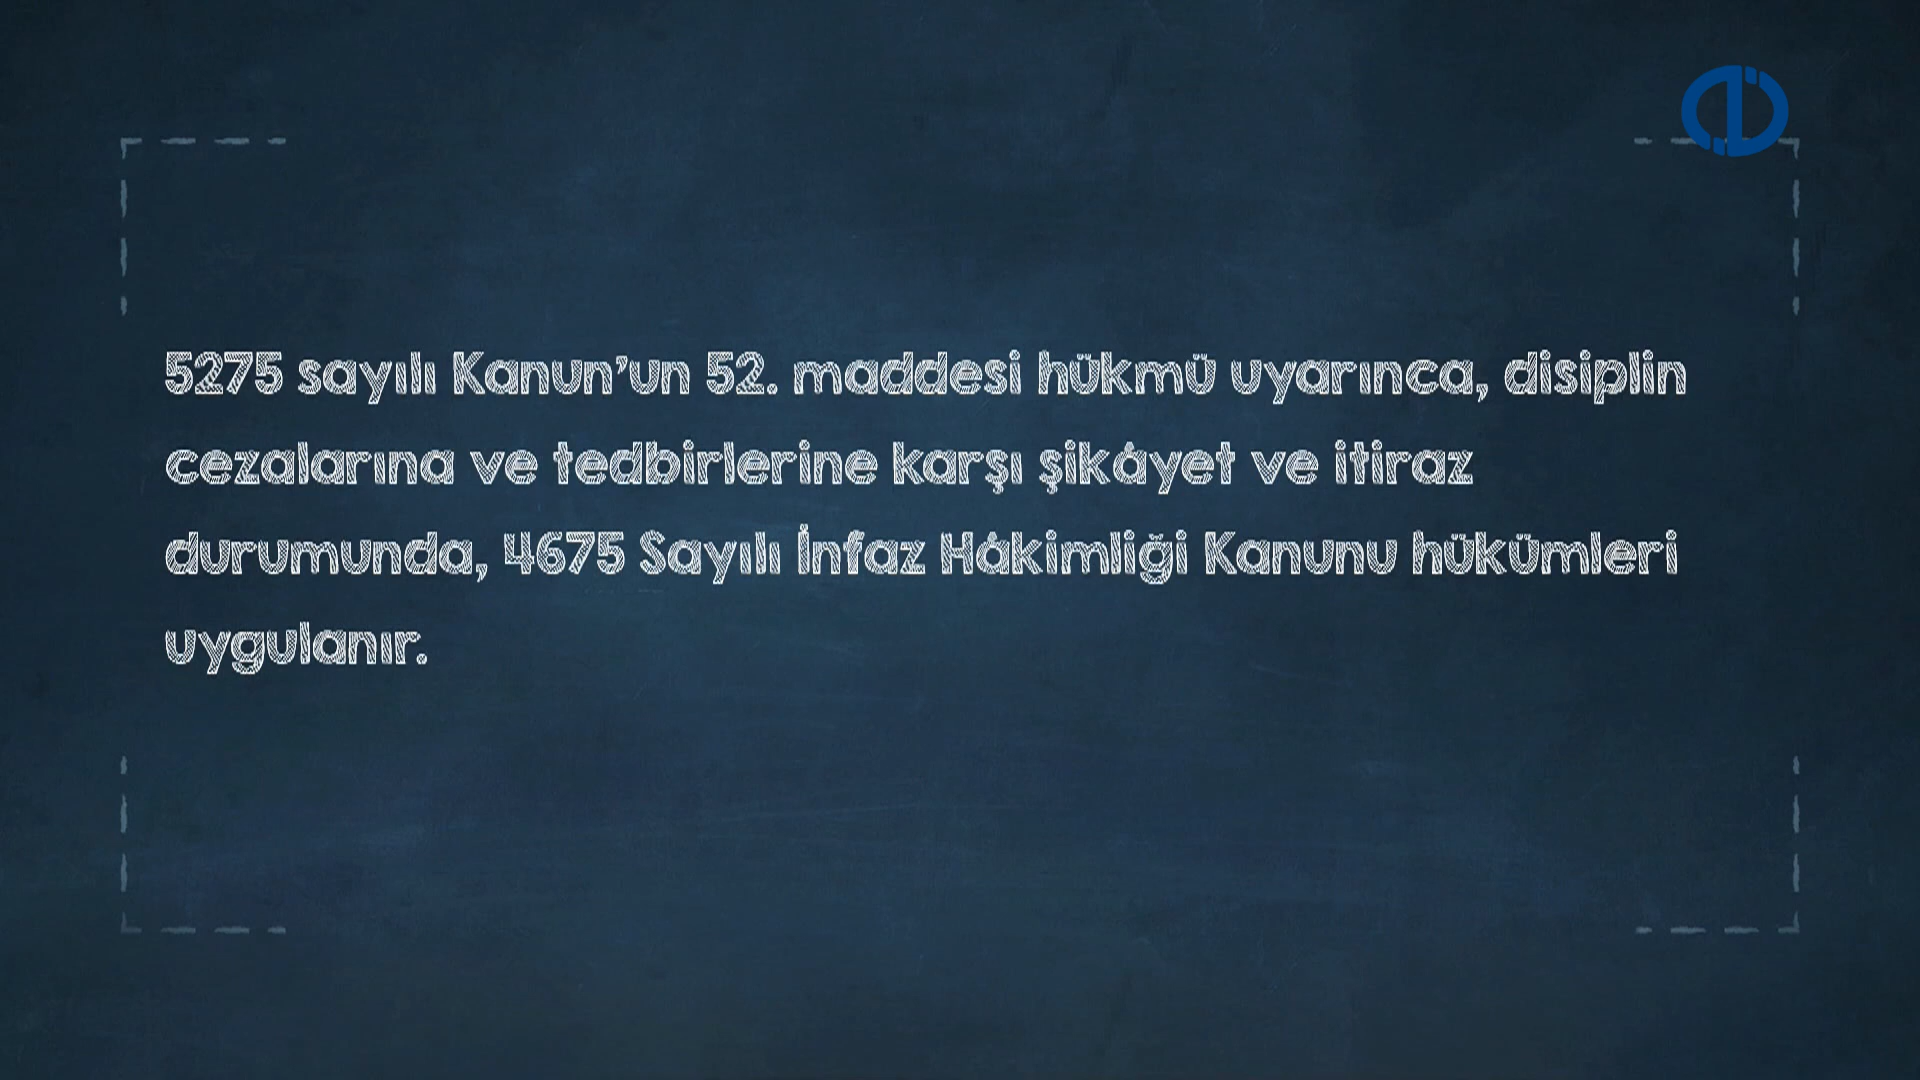 5275 sayılı Kanun’un 52. maddesi hükmü uyarınca, disiplin
cezalarına ve tedbirlerine karşı şikâyet ve itiraz
durumunda, 4675 Sayılı İnfaz Hâkimliği Kanunu hükümleri
uygulanır.